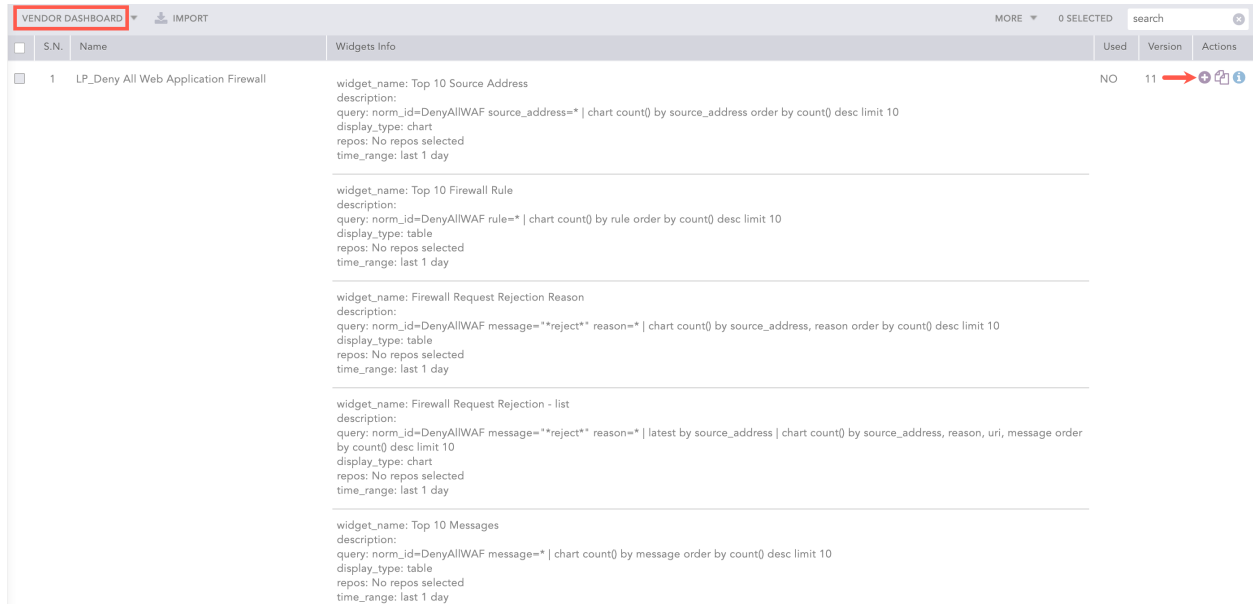 VENDOR DASHBOARD IMPORT MORE 0 SELECTED search
S.N. Name Widgets Info Used Version Actions
1 LP_Deny All Web Application Firewall NO 11
widget_name: Top 10 Source Address
description:
query: norm_id=DenyAllWAF source_address=* | chart count() by source_address order by count() desc limit 10
display_type: chart
repos: No repos selected
time_range: last 1 day
widget_name: Top 10 Firewall Rule
description:
query: norm_id=DenyAllWAF rule=* | chart count() by rule order by count() desc limit 10
display_type: table
repos: No repos selected
time_range: last 1 day
widget_name: Firewall Request Rejection Reason
description:
query: norm_id=DenyAllWAF message="*reject*" reason=* | chart count() by source_address, reason order by count() desc limit 10
display_type: table
repos: No repos selected
time_range: last 1 day
widget_name: Firewall Request Rejection - list
description:
query: norm_id=DenyAllWAF message="*reject*" reason=* | latest by source_address | chart count() by source_address, reason, uri, message order
by count() desc limit 10
display_type: chart
repos: No repos selected
time_range: last 1 day
widget_name: Top 10 Messages
description:
query: norm_id=DenyAllWAF message=* | chart count() by message order by count() desc limit 10
display_type: table
repos: No repos selected
time_range: last 1 day